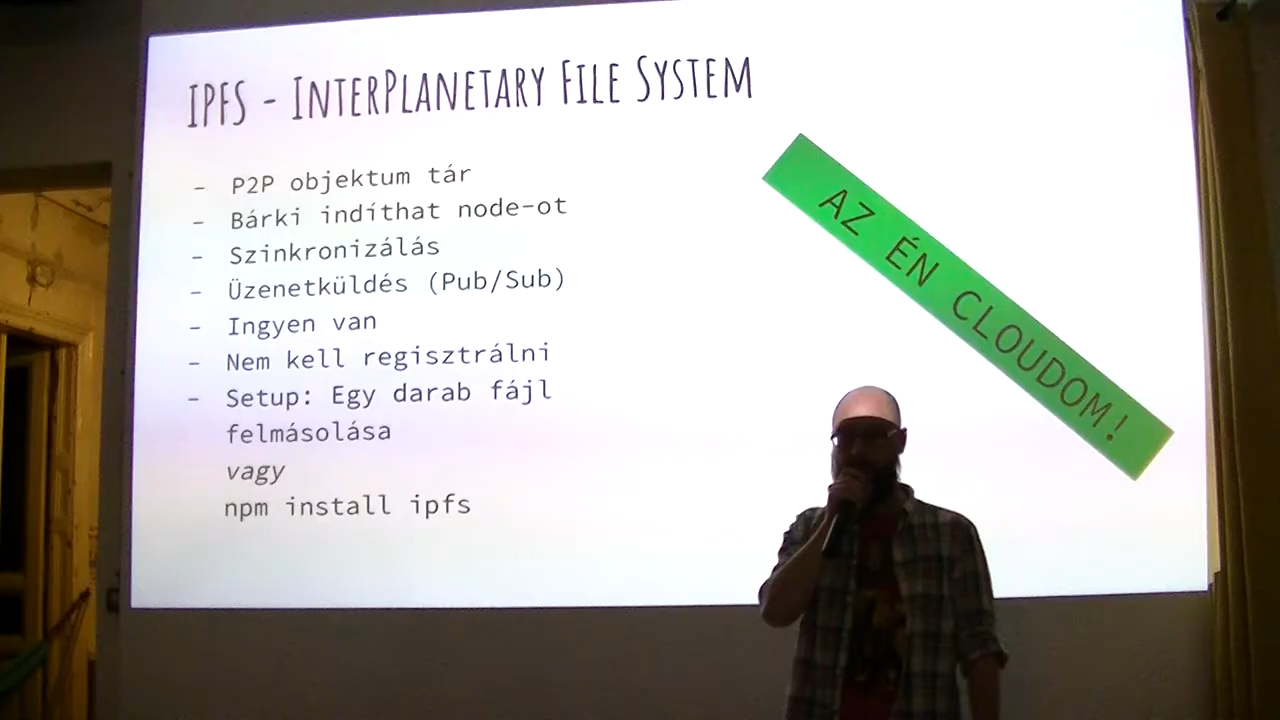 IPFS - INTERPLANETARY FILE SYSTEM
- P2P objektum tár
- Bárki indíthat node-ot
- Szinkronizálás
- Üzenetküldés (Pub/Sub)
- Ingyen van
- Nem kell regisztrálni
- Setup: Egy darab fájl
felmásolása
vagy
npm install ipfs
AZ ÉN CLOUDOM!